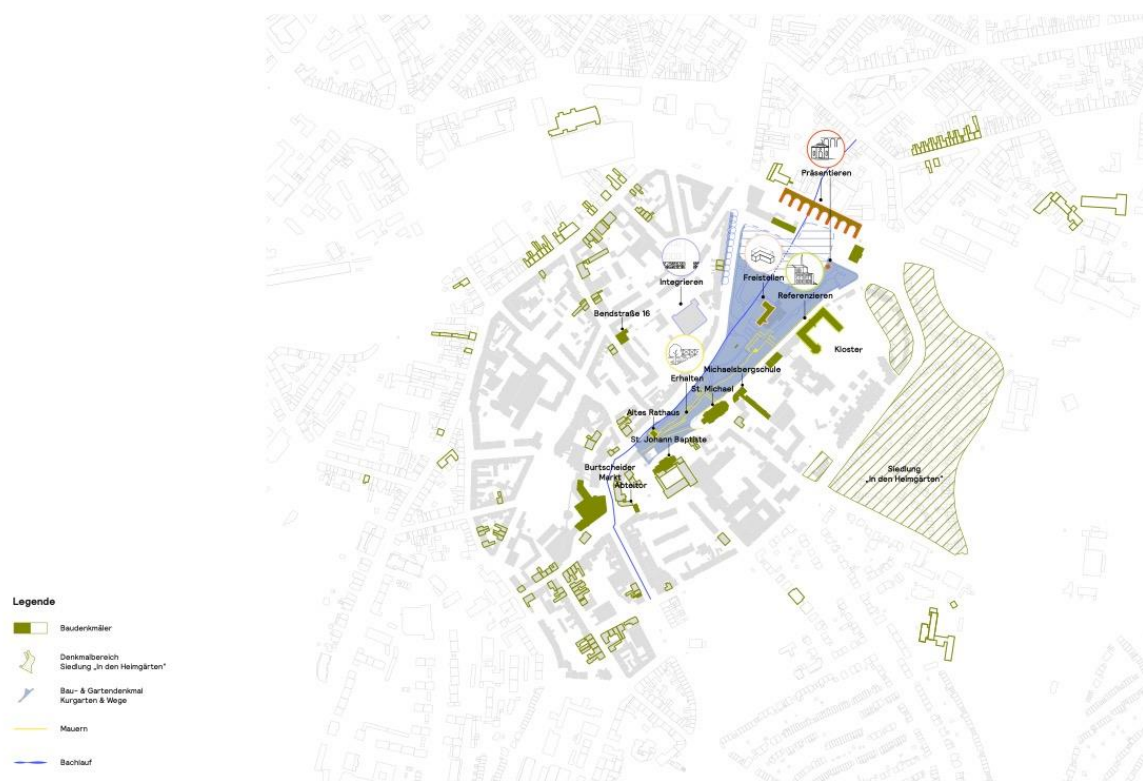 Präsentieren
Integrieren
Freistellen
Referenzieren
Bendstraße 16
Kloster
Erhalten
Michaelsbergschule
St. Michael
Altes Rathaus
St. Johann Baptiste
Burtscheider
Markt
Abteitor
Siedlung
„In den Heimgärten"
Legende
Baudenkmäler
Denkmalbereich
Siedlung „In den Heimgärten"
Bau- & Gartendenkmal
Kurgarten & Wege
Mauern
Bachlauf